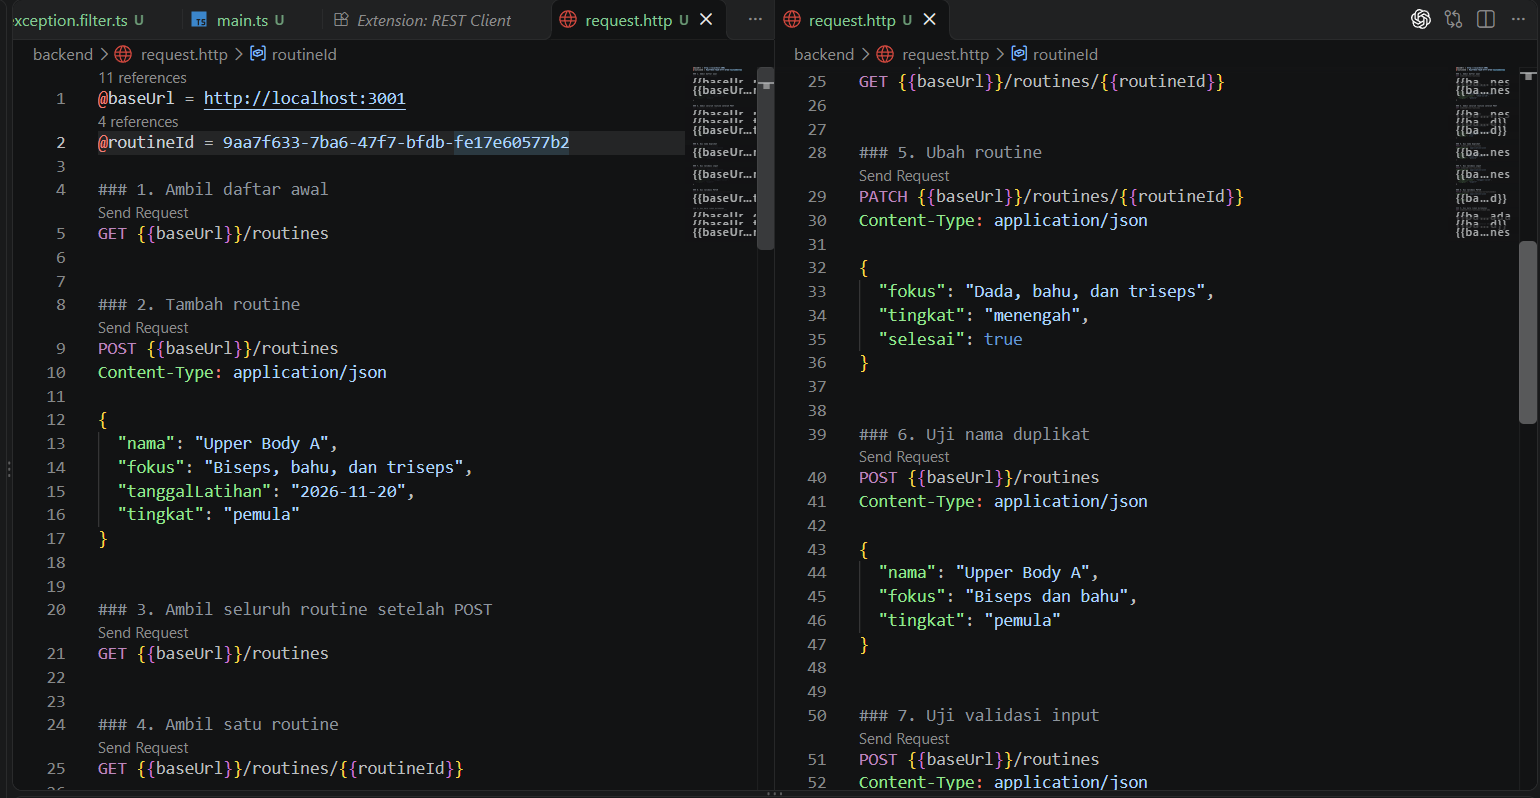 exception.filter.ts U
TS main.ts U
Extension: REST Client
request.http U
backend > request.http > routineId
11 references
1 @baseUrl = http://localhost:3001
4 references
2 @routineId = 9aa7f633-7ba6-47f7-bfdb-fe17e60577b2
3
4 ### 1. Ambil daftar awal
Send Request
5 GET {{baseUrl}}/routines
6
7
8 ### 2. Tambah routine
Send Request
9 POST {{baseUrl}}/routines
10 Content-Type: application/json
11
12 {
13 "nama": "Upper Body A",
14 "fokus": "Biseps, bahu, dan triseps",
15 "tanggalLatihan": "2026-11-20",
16 "tingkat": "pemula"
17 }
18
19
20 ### 3. Ambil seluruh routine setelah POST
Send Request
21 GET {{baseUrl}}/routines
22
23
24 ### 4. Ambil satu routine
Send Request
25 GET {{baseUrl}}/routines/{{routineId}}
request.http U
backend > request.http > routineId
25 GET {{baseUrl}}/routines/{{routineId}}
26
27
28 ### 5. Ubah routine
Send Request
29 PATCH {{baseUrl}}/routines/{{routineId}}
30 Content-Type: application/json
31
32 {
33 "fokus": "Dada, bahu, dan triseps",
34 "tingkat": "menengah",
35 "selesai": true
36 }
37
38
39 ### 6. Uji nama duplikat
Send Request
40 POST {{baseUrl}}/routines
41 Content-Type: application/json
42
43 {
44 "nama": "Upper Body A",
45 "fokus": "Biseps dan bahu",
46 "tingkat": "pemula"
47 }
48
49
50 ### 7. Uji validasi input
Send Request
51 POST {{baseUrl}}/routines
52 Content-Type: application/json